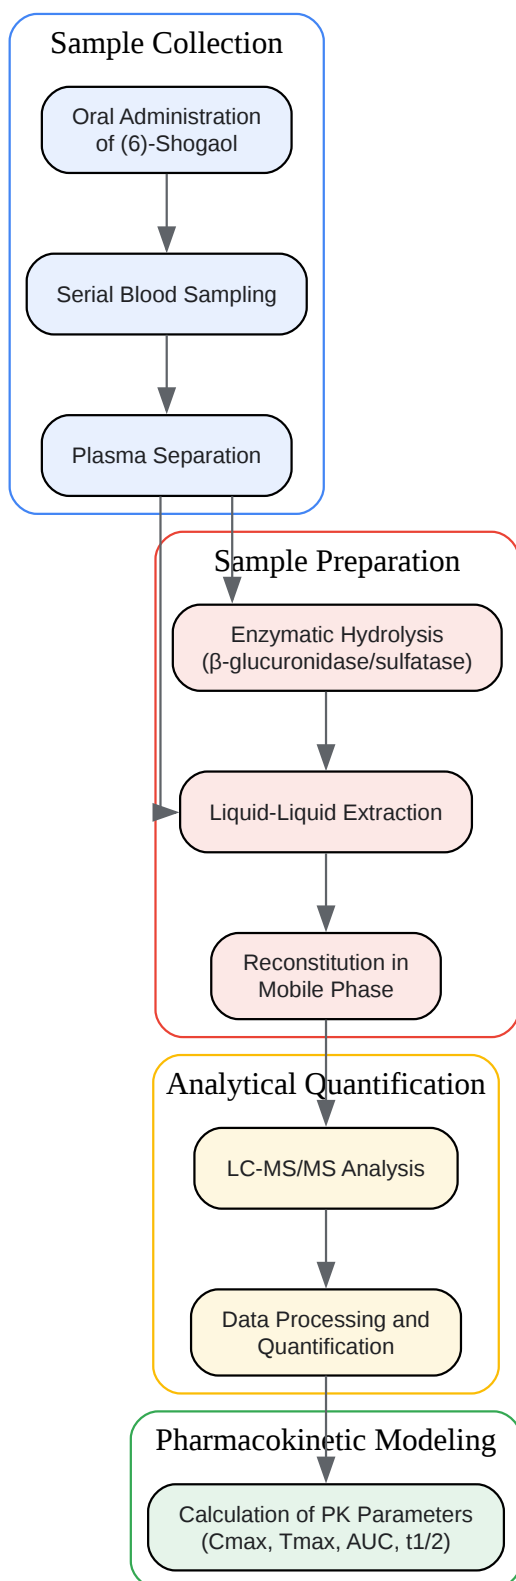 Sample Collection
Oral Administration
of (6)-Shogaol
Serial Blood Sampling
Plasma Separation
Sample Preparation
Enzymatic Hydrolysis
(β-glucuronidase/sulfatase)
Liquid-Liquid Extraction
Reconstitution in
Mobile Phase
Analytical Quantification
LC-MS/MS Analysis
Data Processing and
Quantification
Pharmacokinetic Modeling
Calculation of PK Parameters
(Cmax, Tmax, AUC, t1/2)